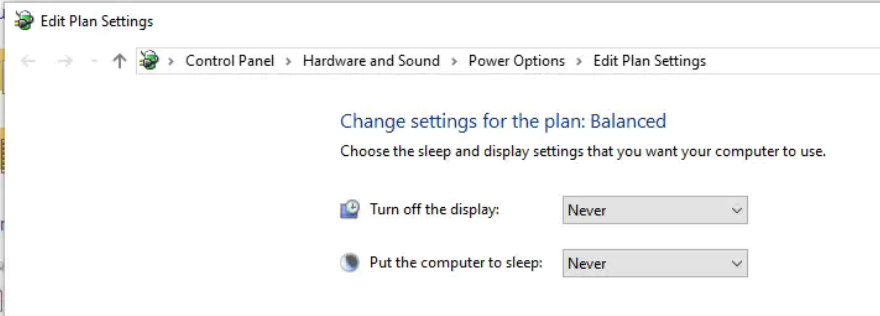 Edit Plan Settings
Control Panel > Hardware and Sound > Power Options > Edit Plan Settings
Change settings for the plan: Balanced
Choose the sleep and display settings that you want your computer to use.
Turn off the display: Never
Put the computer to sleep: Never